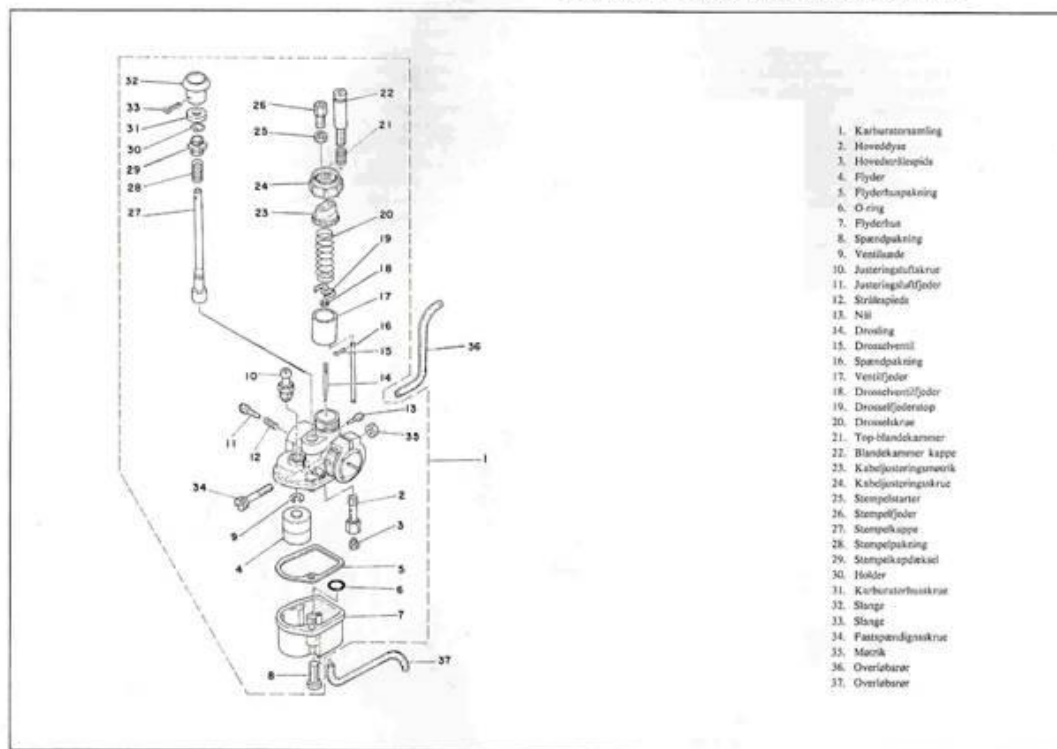 32
33
31
30
29
28
27
26
25
24
23
22
21
20
19
18
17
16
15
14
36
10
11
12
13
35
1
34
9
4
2
3
5
6
7
8
37
1. Karburatorsamling
2. Hoveddyse
3. Hovedstrålespids
4. Flyder
5. Flyderhuspakning
6. O-ring
7. Flyderhus
8. Spændpakning
9. Ventilsæde
10. Justeringsluftskrue
11. Justeringsluftfjeder
12. Strålespids
13. Nål
14. Drosling
15. Drosselventil
16. Spændpakning
17. Ventilfjeder
18. Drosselventilfjeder
19. Drosselfjederstop
20. Drosselskrue
21. Top-blandekammer
22. Blandekammer kappe
23. Kabeljusteringsmøtrik
24. Kabeljusteringsskrue
25. Stempelstarter
26. Stempelfjeder
27. Stempelkappe
28. Stempelpakning
29. Stempelkapdæksel
30. Holder
31. Karburatorhusskrue
32. Slange
33. Slange
34. Fastspændignsskrue
35. Møtrik
36. Overløbsrør
37. Overløbsrør